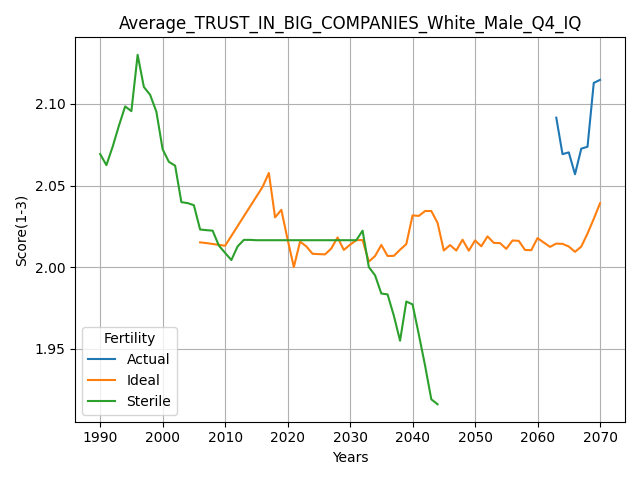 Average_TRUST_IN_BIG_COMPANIES_White_Male_Q4_IQ
Score(1-3)
2.10
2.05
2.00
1.95
Fertility
Actual
Ideal
Sterile
1990 2000 2010 2020 2030 2040 2050 2060 2070
Years